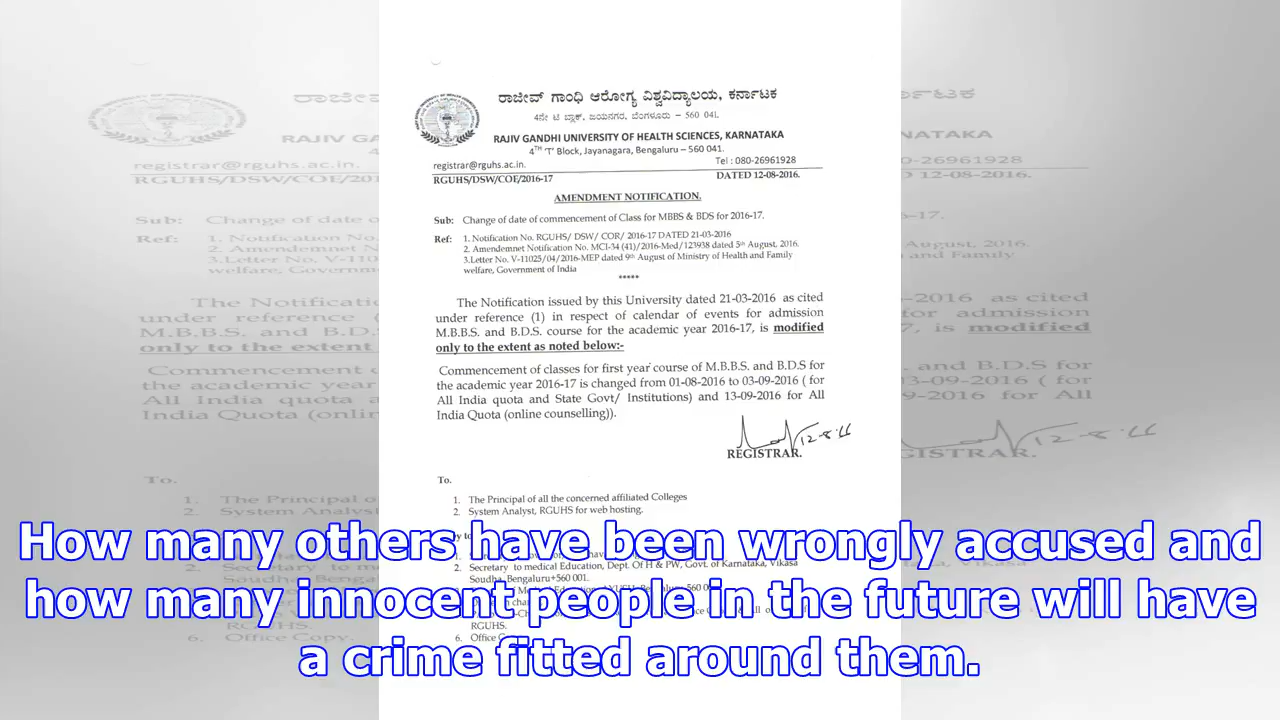 ರಾಜೀವ್ ಗಾಂಧಿ ಆರೋಗ್ಯ ವಿಶ್ವವಿದ್ಯಾಲಯ, ಕರ್ನಾಟಕ
4ನೇ ಟಿ ಬ್ಲಾಕ್, ಜಯನಗರ, ಬೆಂಗಳೂರು – 560 04L
RAJIV GANDHI UNIVERSITY OF HEALTH SCIENCES, KARNATAKA
4TH 'T' Block, Jayanagara, Bengaluru – 560 041.
registrar@rguhs.ac.in. Tel : 080-26961928
RGUHS/DSW/COE/2016-17 DATED 12-08-2016.
AMENDMENT NOTIFICATION.
Sub: Change of date of commencement of Class for MBBS & BDS for 2016-17.
Ref: 1. Notification No. RGUHS/ DSW/ COR/ 2016-17 DATED 21-03-2016
2. Amendemnet Notification No. MCI-34 (41)/2016-Med/123938 dated 5th August, 2016.
3.Letter No. V-11025/04/2016-MEP dated 9th August of Ministry of Health and Family
welfare, Government of India
*****
The Notification issued by this University dated 21-03-2016 as cited
under reference (1) in respect of calendar of events for admission
M.B.B.S. and B.D.S. course for the academic year 2016-17, is modified
only to the extent as noted below:-
Commencement of classes for first year course of M.B.B.S. and B.D.S for
the academic year 2016-17 is changed from 01-08-2016 to 03-09-2016 ( for
All India quota and State Govt/ Institutions) and 13-09-2016 for All
India Quota (online counselling)).
12-8-16
REGISTRAR.
To.
1. The Principal of all the concerned affiliated Colleges
2. System Analyst, RGUHS for web hosting.
2. Secretary to medical Education, Dept. Of H & PW, Govt. of Karnataka, Vikasa
Soudha, Bengaluru+560 001.
RGUHS.
6. Office Copy.
How many others have been wrongly accused and
how many innocent people in the future will have
a crime fitted around them.